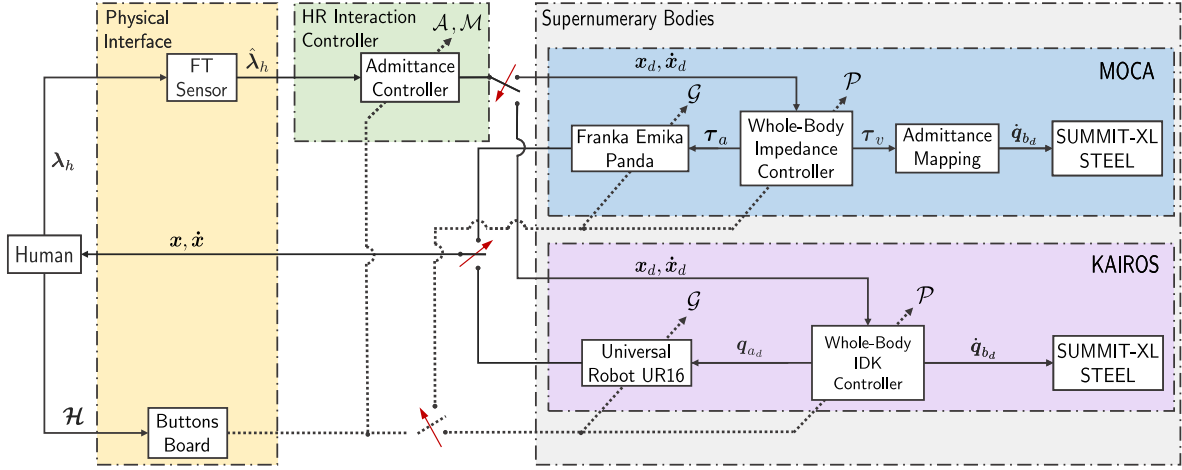 Physical
Interface
HR Interaction
Controller
Supernumerary Bodies
FT
Sensor
λ̂ₕ
Admittance
Controller
𝒜, ℳ
x_d, ẋ_d
MOCA
𝒢
𝒫
Franka Emika
Panda
τ_a
Whole-Body
Impedance
Controller
τ_v
Admittance
Mapping
q̇_{b_d}
SUMMIT-XL
STEEL
λₕ
Human
x, ẋ
x_d, ẋ_d
KAIROS
𝒢
𝒫
Universal
Robot UR16
q_{a_d}
Whole-Body
IDK
Controller
q̇_{b_d}
SUMMIT-XL
STEEL
ℋ
Buttons
Board